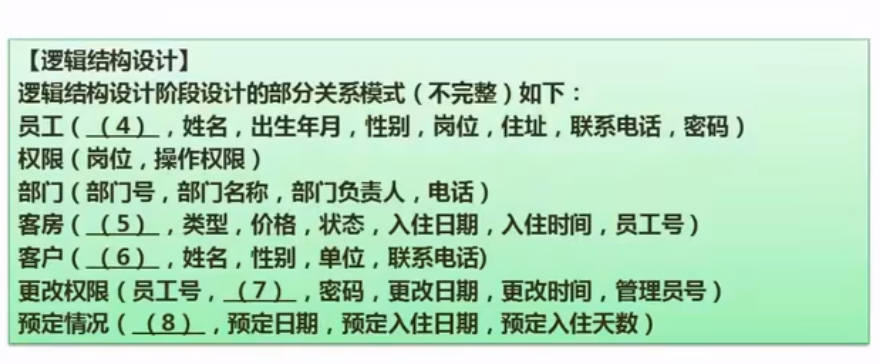 【逻辑结构设计】
逻辑结构设计阶段设计的部分关系模式（不完整）如下：
员工（（4），姓名，出生年月，性别，岗位，住址，联系电话，密码）
权限（岗位，操作权限）
部门（部门号，部门名称，部门负责人，电话）
客房（（5），类型，价格，状态，入住日期，入住时间，员工号）
客户（（6），姓名，性别，单位，联系电话)
更改权限（员工号，（7），密码，更改日期，更改时间，管理员号）
预定情况（（8），预定日期，预定入住日期，预定入住天数）